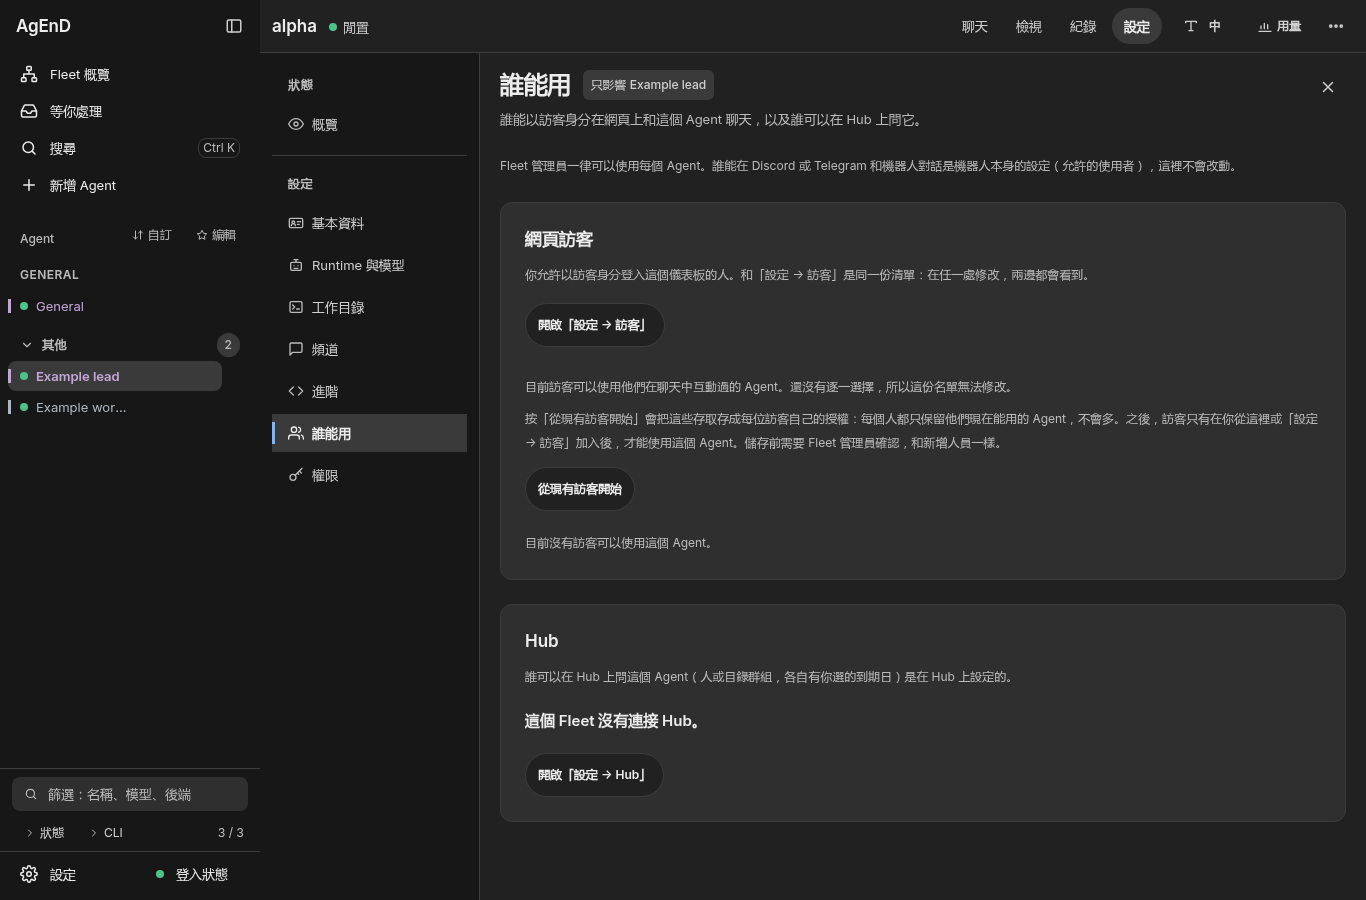 AgEnD
Fleet 概覽
等你處理
搜尋
Ctrl K
新增 Agent
Agent
自訂
編輯
GENERAL
General
其他
2
Example lead
Example wor...
篩選：名稱、模型、後端
狀態
CLI
3 / 3
設定
登入狀態
alpha
閒置
聊天
檢視
紀錄
設定
中
用量
狀態
概覽
設定
基本資料
Runtime 與模型
工作目錄
頻道
進階
誰能用
權限
誰能用
只影響 Example lead
誰能以訪客身分在網頁上和這個 Agent 聊天，以及誰可以在 Hub 上問它。
Fleet 管理員一律可以使用每個 Agent。誰能在 Discord 或 Telegram 和機器人對話是機器人本身的設定（允許的使用者），這裡不會改動。
網頁訪客
你允許以訪客身分登入這個儀表板的人。和「設定 → 訪客」是同一份清單：在任一處修改，兩邊都會看到。
開啟「設定 → 訪客」
目前訪客可以使用他們在聊天中互動過的 Agent。還沒有逐一選擇，所以這份名單無法修改。
按「從現有訪客開始」會把這些存取存成每位訪客自己的授權：每個人都只保留他們現在能用的 Agent，不會多。之後，訪客只有在你從這裡或「設定
→ 訪客」加入後，才能使用這個 Agent。儲存前需要 Fleet 管理員確認，和新增人員一樣。
從現有訪客開始
目前沒有訪客可以使用這個 Agent。
Hub
誰可以在 Hub 上問這個 Agent（人或目錄群組，各自有你選的到期日）是在 Hub 上設定的。
這個 Fleet 沒有連接 Hub。
開啟「設定 → Hub」